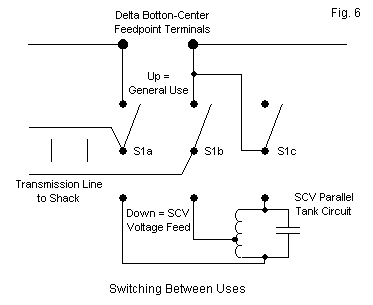 Fig. 6
Delta Botton-Center
Feedpoint Terminals
Up =
General Use
S1a
S1b
S1c
Transmission Line
to Shack
Down = SCV
Voltage Feed
SCV Parallel
Tank Circuit
Switching Between Uses